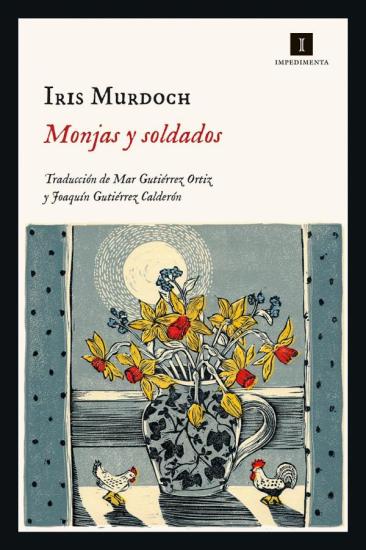 I
IMPEDIMENTA
Iris Murdoch
Monjas y soldados
Traducción de Mar Gutiérrez Ortiz
y Joaquín Gutiérrez Calderón